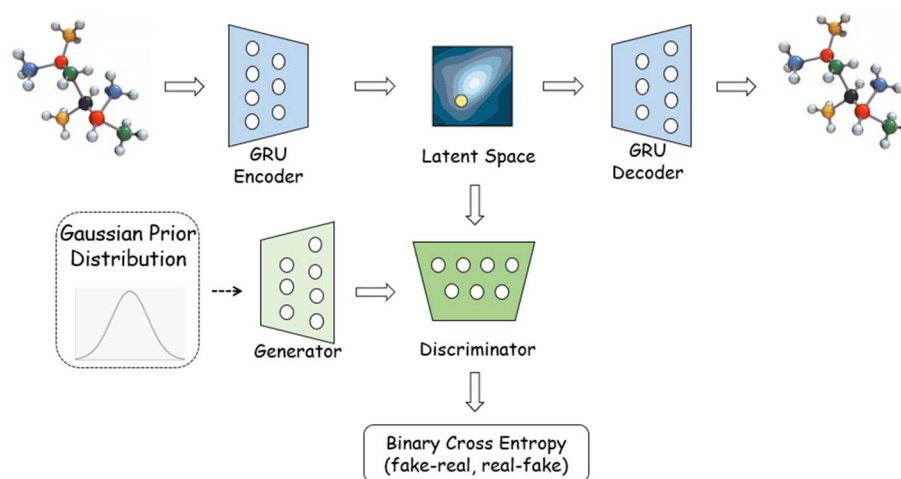 GRU
Encoder
Latent Space
GRU
Decoder
Gaussian Prior
Distribution
Generator
Discriminator
Binary Cross Entropy
(fake-real, real-fake)